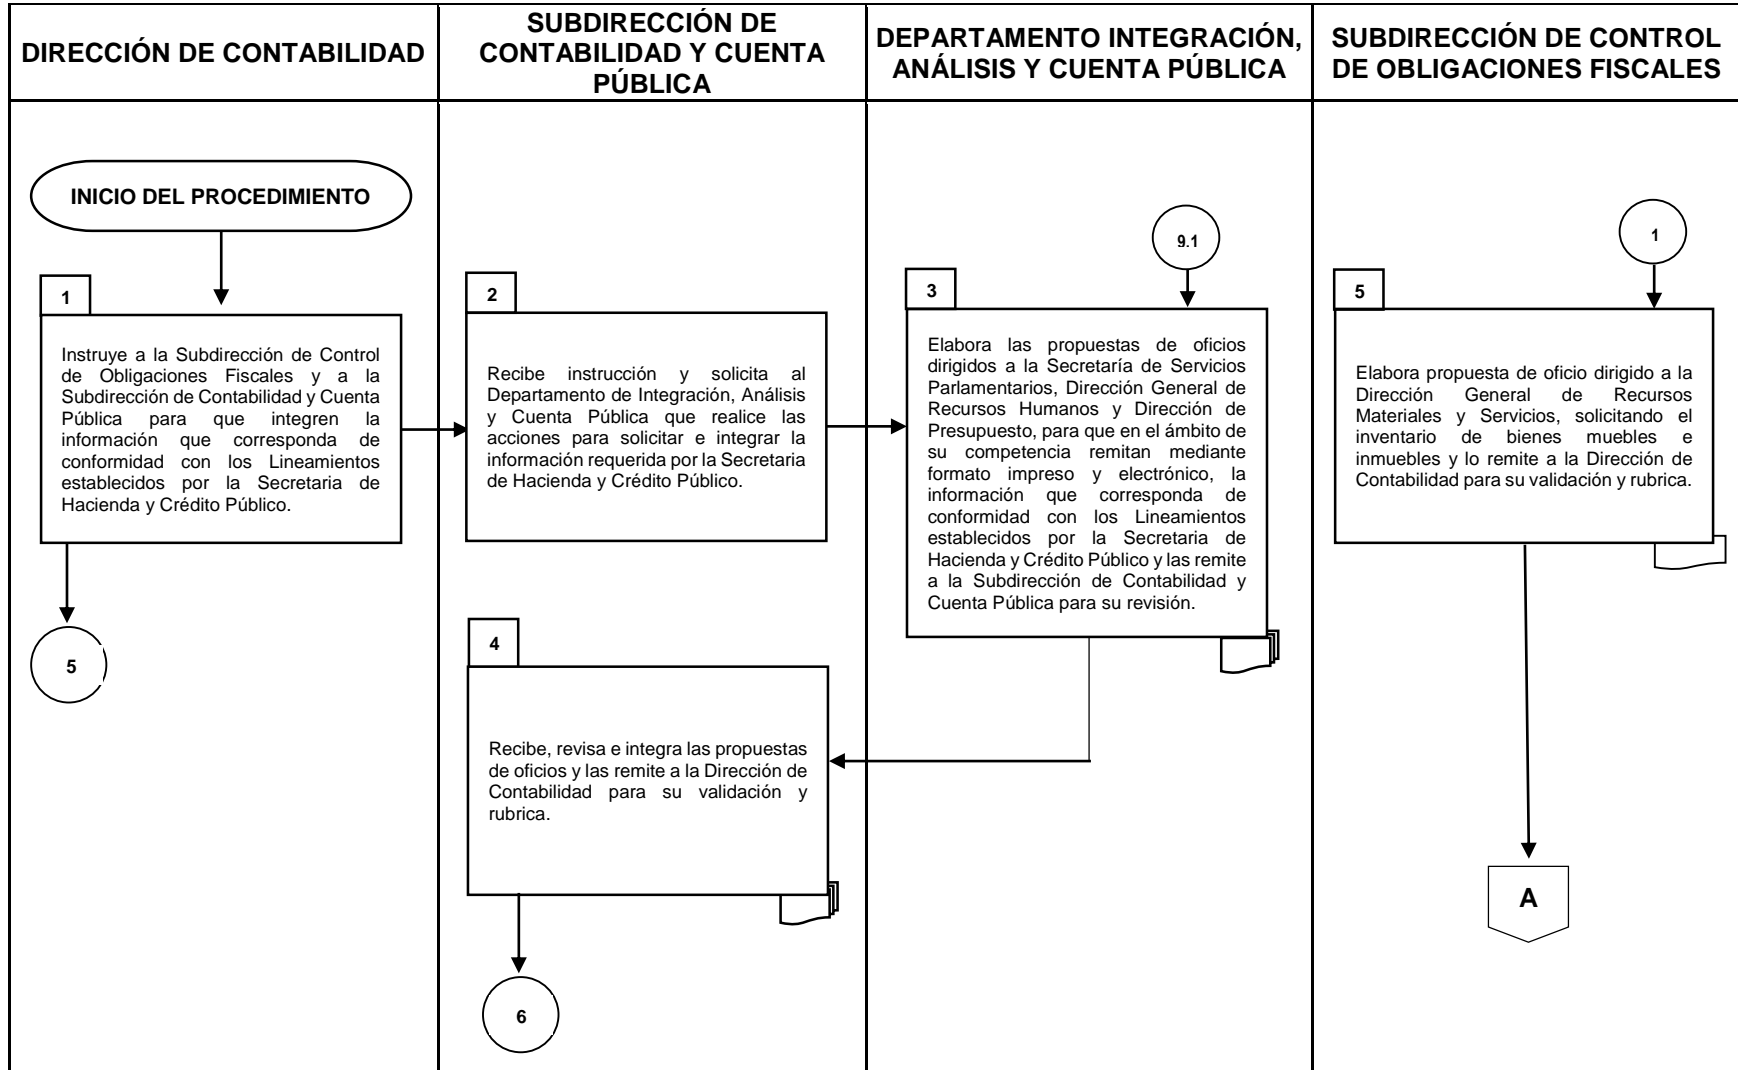 DIRECCIÓN DE CONTABILIDAD
SUBDIRECCIÓN DE
CONTABILIDAD Y CUENTA
PÚBLICA
DEPARTAMENTO INTEGRACIÓN,
ANÁLISIS Y CUENTA PÚBLICA
SUBDIRECCIÓN DE CONTROL
DE OBLIGACIONES FISCALES
INICIO DEL PROCEDIMIENTO
1
Instruye a la Subdirección de Control
de Obligaciones Fiscales y a la
Subdirección de Contabilidad y Cuenta
Pública para que integren la
información que corresponda de
conformidad con los Lineamientos
establecidos por la Secretaria de
Hacienda y Crédito Público.
5
2
Recibe instrucción y solicita al
Departamento de Integración, Análisis
y Cuenta Pública que realice las
acciones para solicitar e integrar la
información requerida por la Secretaria
de Hacienda y Crédito Público.
4
Recibe, revisa e integra las propuestas
de oficios y las remite a la Dirección de
Contabilidad para su validación y
rubrica.
6
9.1
3
Elabora las propuestas de oficios
dirigidos a la Secretaría de Servicios
Parlamentarios, Dirección General de
Recursos Humanos y Dirección de
Presupuesto, para que en el ámbito de
su competencia remitan mediante
formato impreso y electrónico, la
información que corresponda de
conformidad con los Lineamientos
establecidos por la Secretaria de
Hacienda y Crédito Público y las remite
a la Subdirección de Contabilidad y
Cuenta Pública para su revisión.
1
5
Elabora propuesta de oficio dirigido a la
Dirección General de Recursos
Materiales y Servicios, solicitando el
inventario de bienes muebles e
inmuebles y lo remite a la Dirección de
Contabilidad para su validación y rubrica.
A